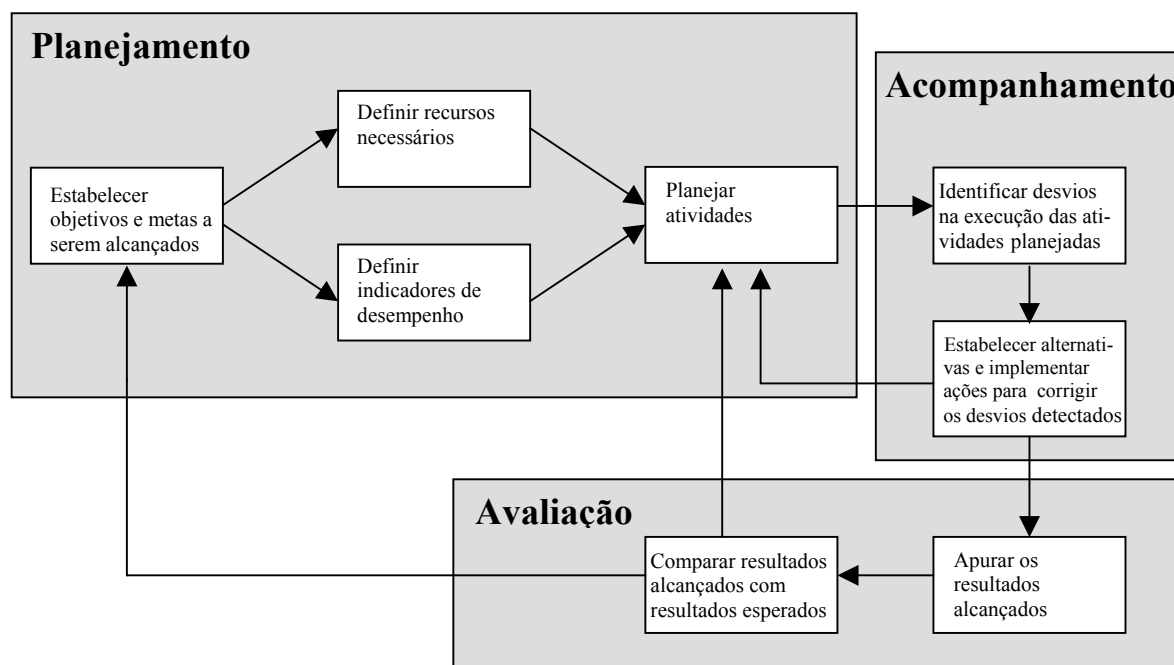 Planejamento
Estabelecer
objetivos e metas a
serem alcançados
Definir recursos
necessários
Definir
indicadores de
desempenho
Planejar
atividades
Acompanhamento
Identificar desvios
na execução das ati-
vidades planejadas
Estabelecer alternati-
vas e implementar
ações para corrigir
os desvios detectados
Avaliação
Comparar resultados
alcançados com
resultados esperados
Apurar os
resultados
alcançados